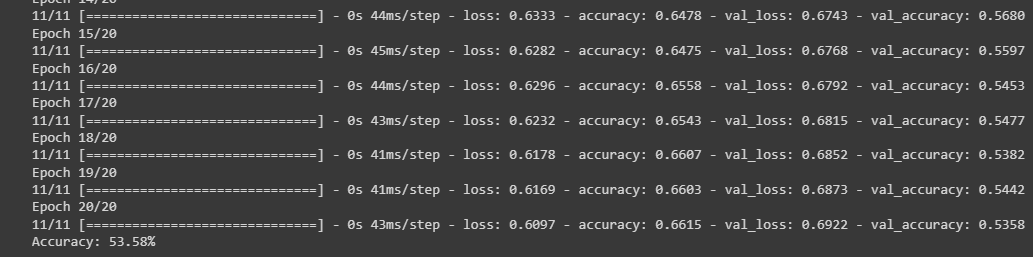 Epoch 14/20
11/11 [==============================] - 0s 44ms/step - loss: 0.6333 - accuracy: 0.6478 - val_loss: 0.6743 - val_accuracy: 0.5680
Epoch 15/20
11/11 [==============================] - 0s 45ms/step - loss: 0.6282 - accuracy: 0.6475 - val_loss: 0.6768 - val_accuracy: 0.5597
Epoch 16/20
11/11 [==============================] - 0s 44ms/step - loss: 0.6296 - accuracy: 0.6558 - val_loss: 0.6792 - val_accuracy: 0.5453
Epoch 17/20
11/11 [==============================] - 0s 43ms/step - loss: 0.6232 - accuracy: 0.6543 - val_loss: 0.6815 - val_accuracy: 0.5477
Epoch 18/20
11/11 [==============================] - 0s 41ms/step - loss: 0.6178 - accuracy: 0.6607 - val_loss: 0.6852 - val_accuracy: 0.5382
Epoch 19/20
11/11 [==============================] - 0s 41ms/step - loss: 0.6169 - accuracy: 0.6603 - val_loss: 0.6873 - val_accuracy: 0.5442
Epoch 20/20
11/11 [==============================] - 0s 43ms/step - loss: 0.6097 - accuracy: 0.6615 - val_loss: 0.6922 - val_accuracy: 0.5358
Accuracy: 53.58%